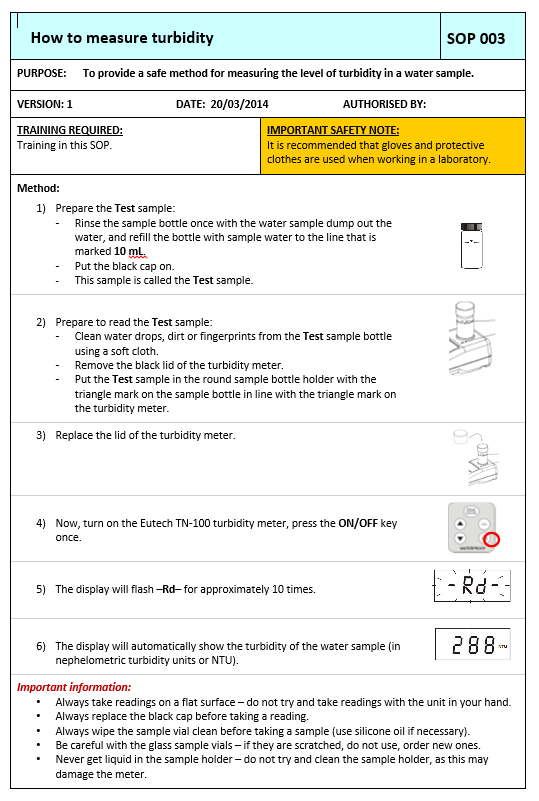 How to measure turbidity
SOP 003
PURPOSE: To provide a safe method for measuring the level of turbidity in a water sample.
VERSION: 1 DATE: 20/03/2014 AUTHORISED BY:
TRAINING REQUIRED:
Training in this SOP.
IMPORTANT SAFETY NOTE:
It is recommended that gloves and protective
clothes are used when working in a laboratory.
Method:
1) Prepare the Test sample:
- Rinse the sample bottle once with the water sample dump out the
water, and refill the bottle with sample water to the line that is
marked 10 mL.
- Put the black cap on.
- This sample is called the Test sample.
2) Prepare to read the Test sample:
- Clean water drops, dirt or fingerprints from the Test sample bottle
using a soft cloth.
- Remove the black lid of the turbidity meter.
- Put the Test sample in the round sample bottle holder with the
triangle mark on the sample bottle in line with the triangle mark on
the turbidity meter.
3) Replace the lid of the turbidity meter.
4) Now, turn on the Eutech TN-100 turbidity meter, press the ON/OFF key
once.
5) The display will flash –Rd– for approximately 10 times.
-Rd-
6) The display will automatically show the turbidity of the water sample (in
nephelometric turbidity units or NTU).
288 NTU
Important information:
• Always take readings on a flat surface – do not try and take readings with the unit in your hand.
• Always replace the black cap before taking a reading.
• Always wipe the sample vial clean before taking a sample (use silicone oil if necessary).
• Be careful with the glass sample vials – if they are scratched, do not use, order new ones.
• Never get liquid in the sample holder – do not try and clean the sample holder, as this may
damage the meter.